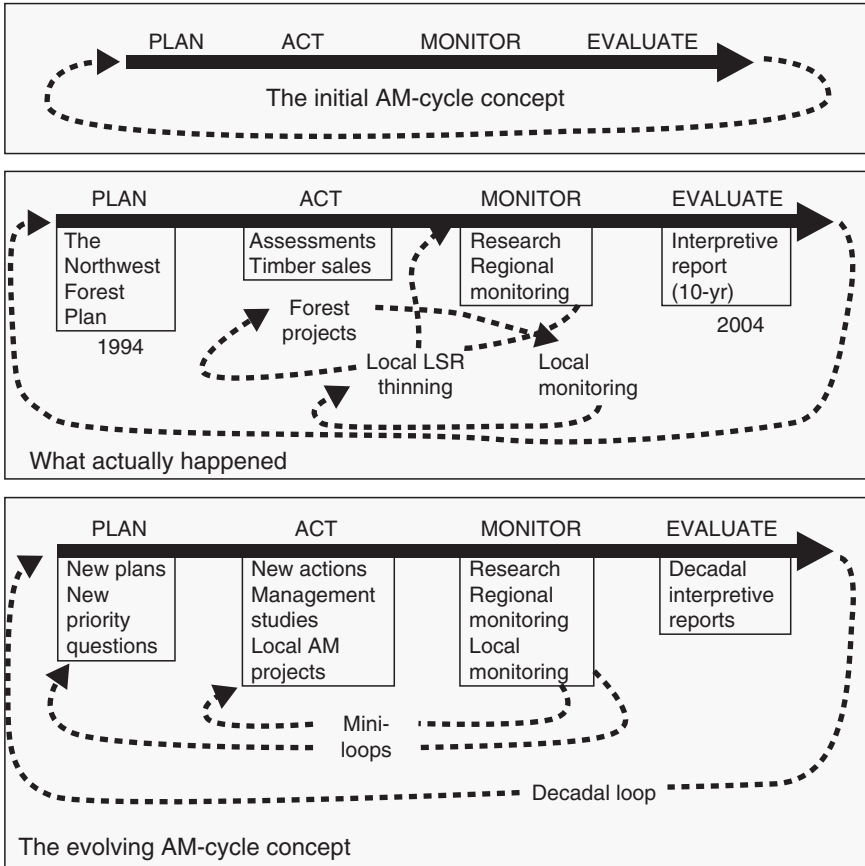 PLAN ACT MONITOR EVALUATE
The initial AM-cycle concept
PLAN ACT MONITOR EVALUATE
The
Northwest
Forest
Plan
1994
Assessments
Timber sales
Forest
projects
Local LSR
thinning
Research
Regional
monitoring
Local
monitoring
Interpretive
report
(10-yr)
2004
What actually happened
PLAN ACT MONITOR EVALUATE
New plans
New
priority
questions
New actions
Management
studies
Local AM
projects
Research
Regional
monitoring
Local
monitoring
Decadal
interpretive
reports
Mini-
loops
Decadal loop
The evolving AM-cycle concept